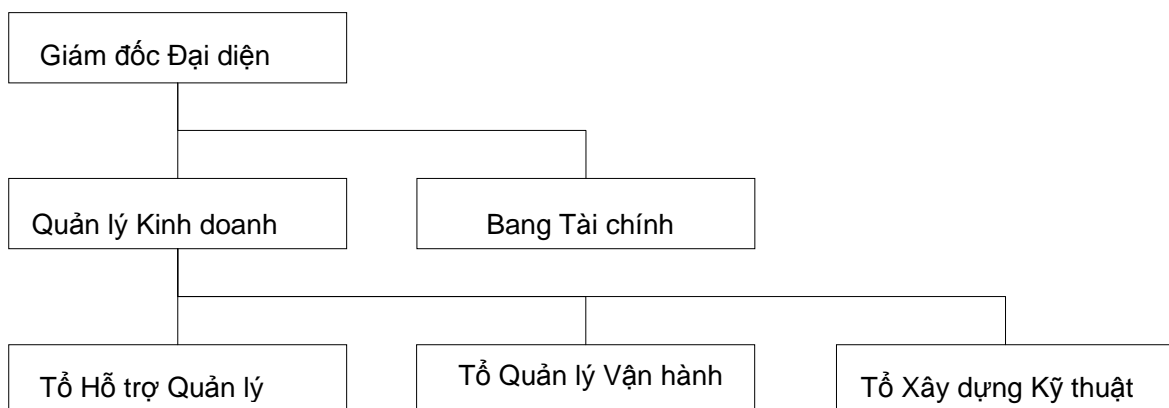 Giám đốc Đại diện
Quản lý Kinh doanh
Bang Tài chính
Tổ Hỗ trợ Quản lý
Tổ Quản lý Vận hành
Tổ Xây dựng Kỹ thuật